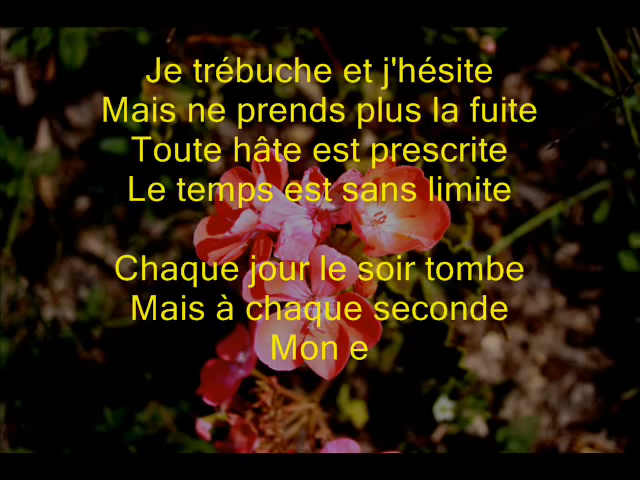 Je trébuche et j'hésite
Mais ne prends plus la fuite
Toute hâte est prescrite
Le temps est sans limite
Chaque jour le soir tombe
Mais à chaque seconde
Mon e